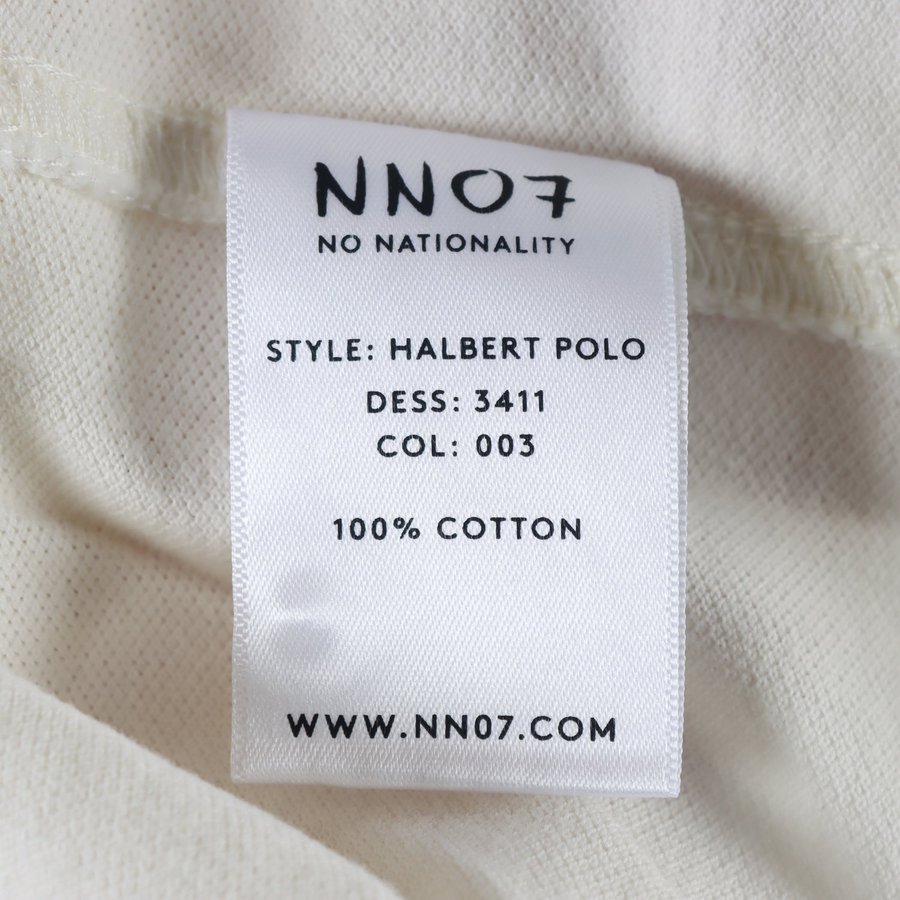 NN07
NO NATIONALITY
STYLE: HALBERT POLO
DESS: 3411
COL: 003
100% COTTON
WWW.NN07.COM